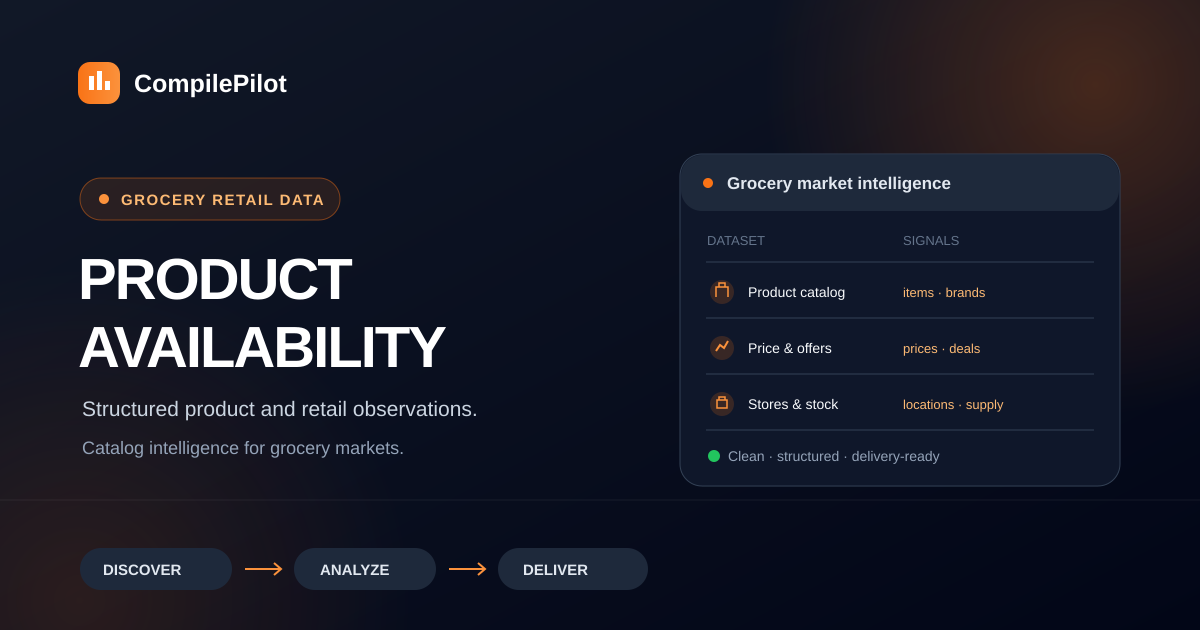 CompilePilot
GROCERY RETAIL DATA
PRODUCT
AVAILABILITY
Structured product and retail observations.
Catalog intelligence for grocery markets.
Grocery market intelligence
DATASET SIGNALS
Product catalog items · brands
Price & offers prices · deals
Stores & stock locations · supply
Clean · structured · delivery-ready
DISCOVER ANALYZE DELIVER